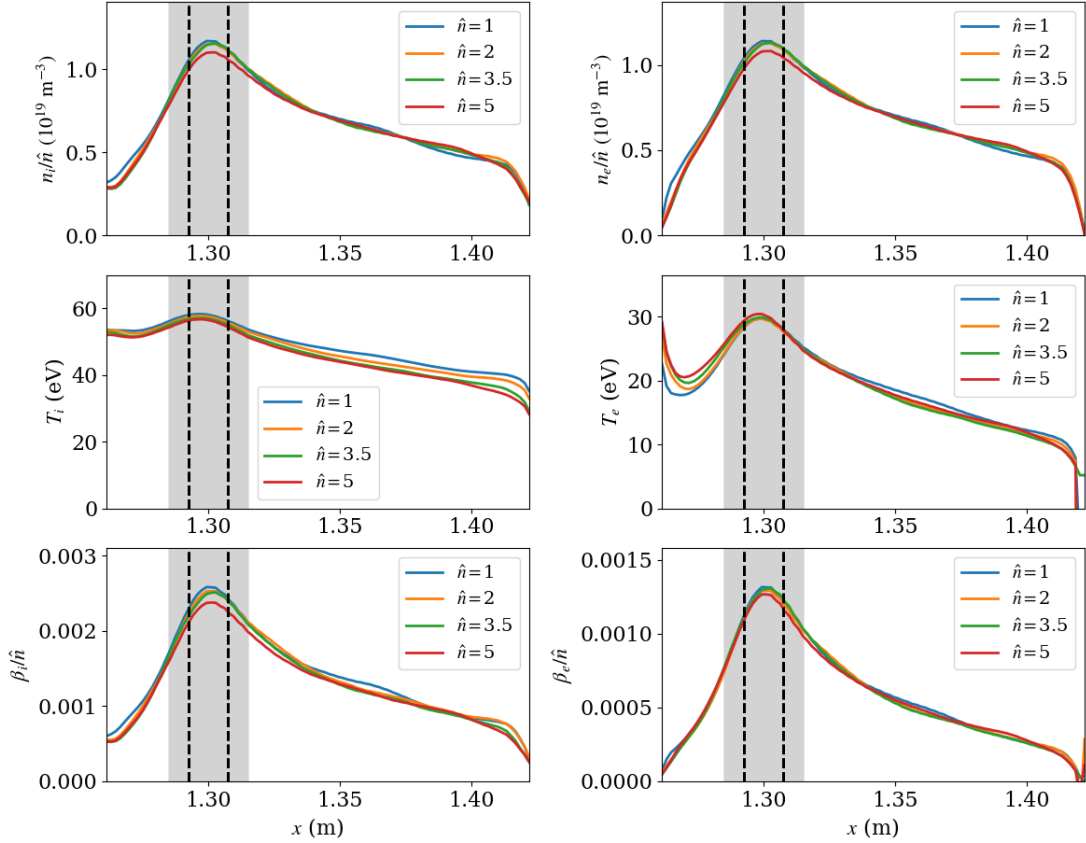 n_i/n̂ (10^19 m^−3)
1.0
0.5
0.0
1.30
1.35
1.40
n̂=1
n̂=2
n̂=3.5
n̂=5
n_e/n̂ (10^19 m^−3)
1.0
0.5
0.0
1.30
1.35
1.40
n̂=1
n̂=2
n̂=3.5
n̂=5
T_i (eV)
60
40
20
0
1.30
1.35
1.40
n̂=1
n̂=2
n̂=3.5
n̂=5
T_e (eV)
30
20
10
0
1.30
1.35
1.40
n̂=1
n̂=2
n̂=3.5
n̂=5
β_i/n̂
0.003
0.002
0.001
0.000
1.30
1.35
1.40
x (m)
n̂=1
n̂=2
n̂=3.5
n̂=5
β_e/n̂
0.0015
0.0010
0.0005
0.0000
1.30
1.35
1.40
x (m)
n̂=1
n̂=2
n̂=3.5
n̂=5